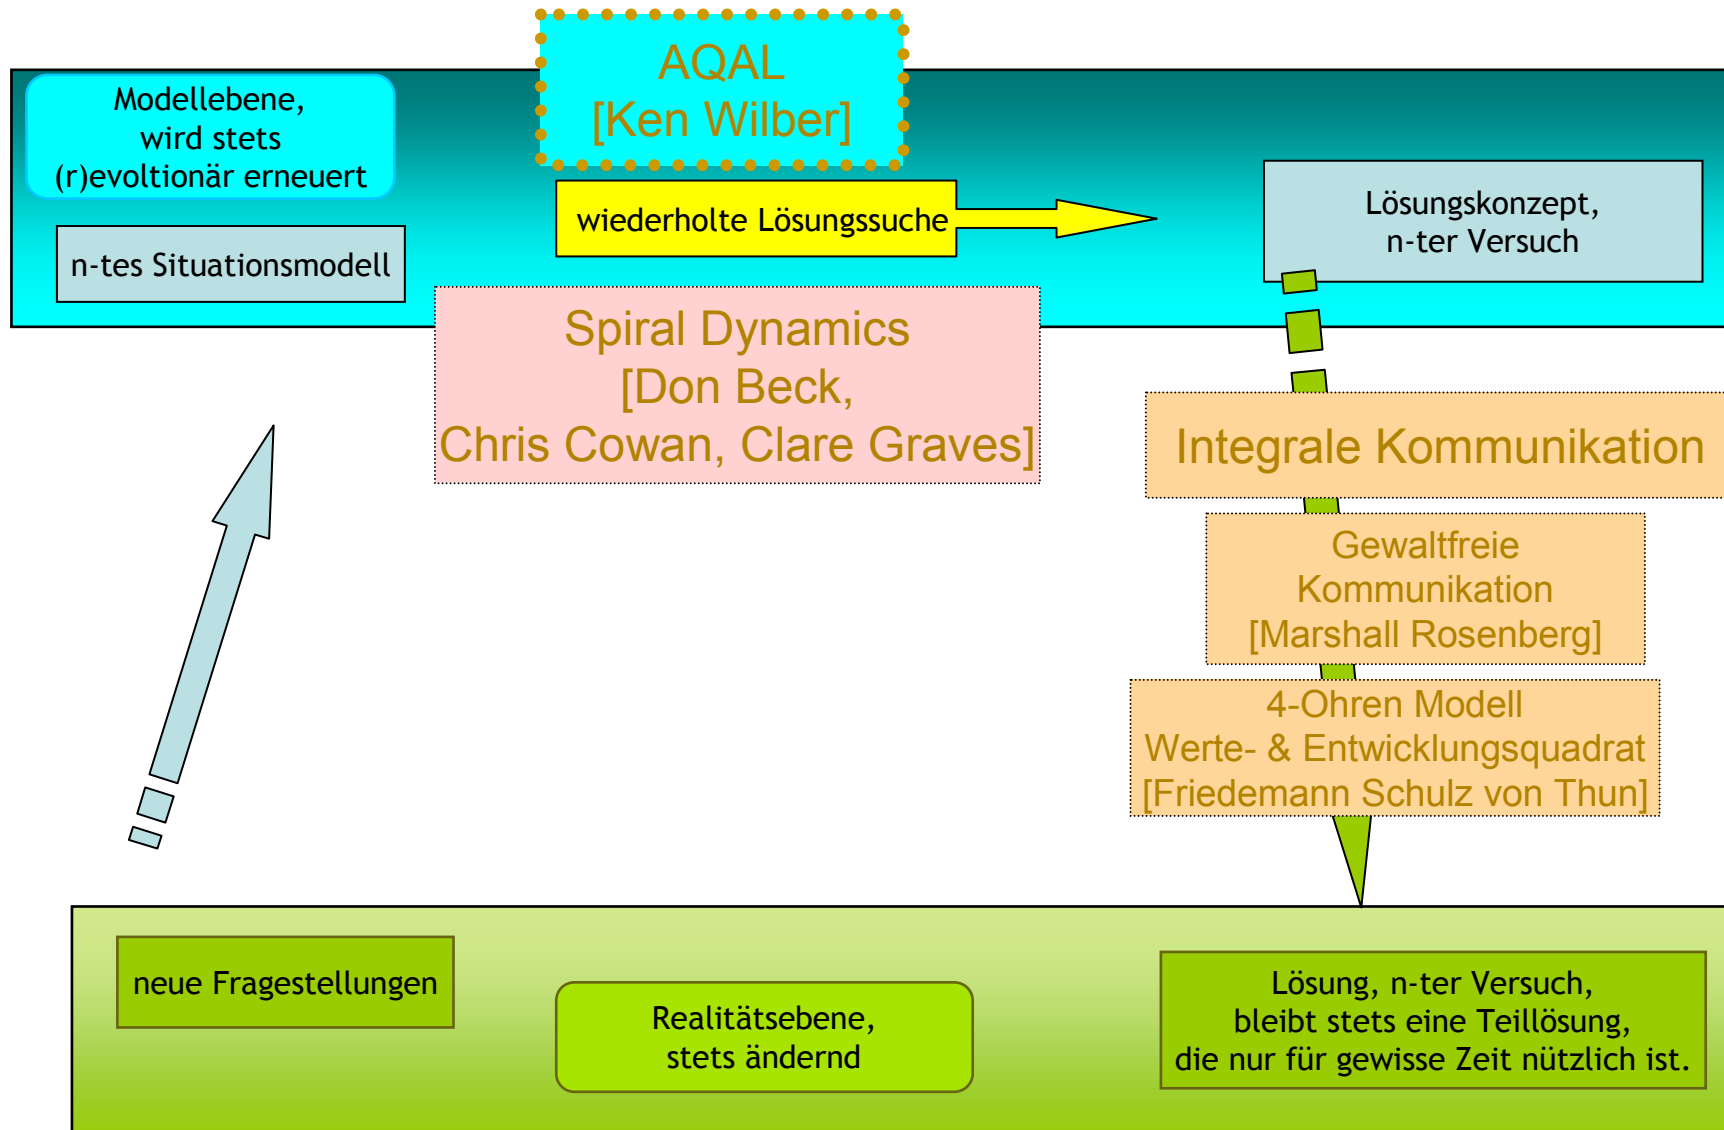 AQAL
[Ken Wilber]
Modellebene,
wird stets
(r)evoltionär erneuert
wiederholte Lösungssuche
Lösungskonzept,
n-ter Versuch
n-tes Situationsmodell
Spiral Dynamics
[Don Beck,
Chris Cowan, Clare Graves]
Integrale Kommunikation
Gewaltfreie
Kommunikation
[Marshall Rosenberg]
4-Ohren Modell
Werte- & Entwicklungsquadrat
[Friedemann Schulz von Thun]
neue Fragestellungen
Realitätsebene,
stets ändernd
Lösung, n-ter Versuch,
bleibt stets eine Teillösung,
die nur für gewisse Zeit nützlich ist.